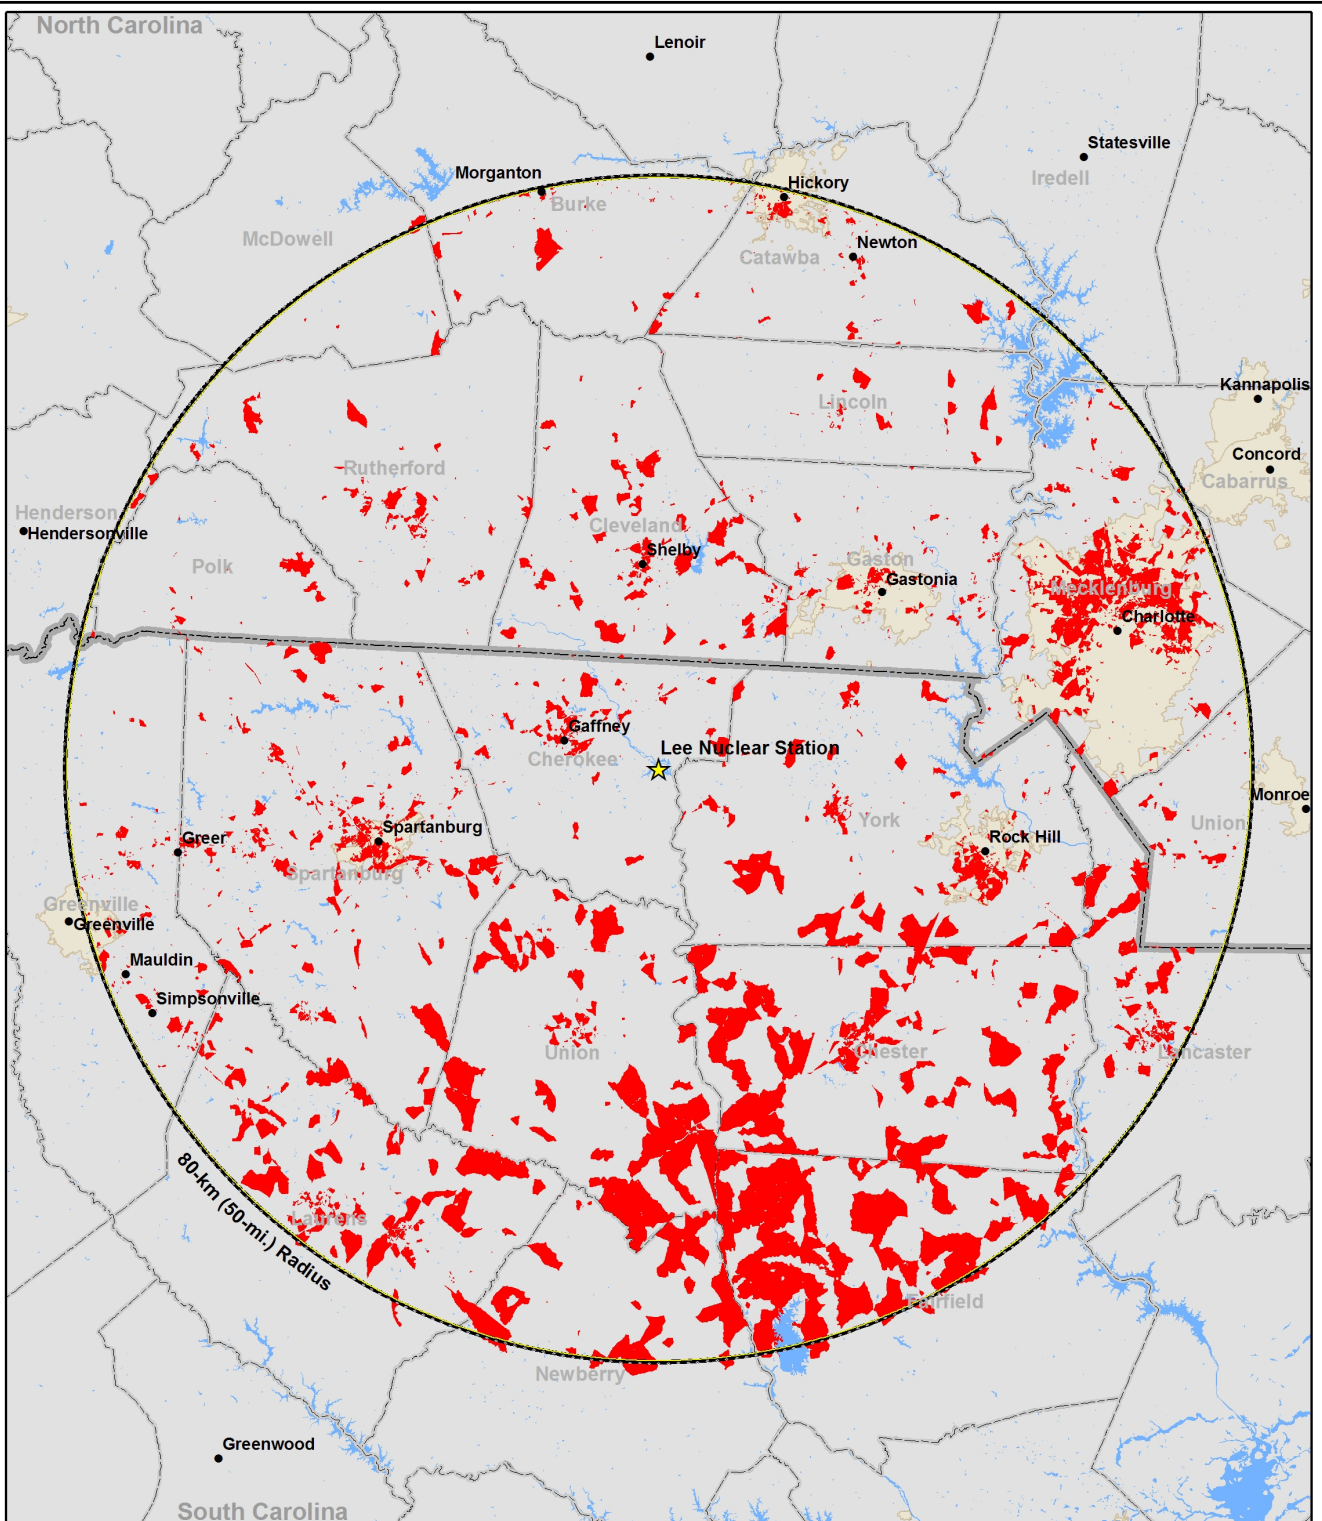 North Carolina
Lenoir
Statesville
Iredell
Morganton
Hickory
Burke
McDowell
Newton
Catawba
Kannapolis
Lincoln
Concord
Rutherford
Cabarrus
Henderson
Hendersonville
Cleveland
Shelby
Polk
Gaston
Gastonia
Mecklenburg
Charlotte
Gaffney
Lee Nuclear Station
Cherokee
Monroe
York
Union
Spartanburg
Greer
Rock Hill
Spartanburg
Greenville
Greenville
Mauldin
Simpsonville
Union
Chester
Lancaster
80-km (50-mi.) Radius
Laurens
Fairfield
Newberry
Greenwood
South Carolina